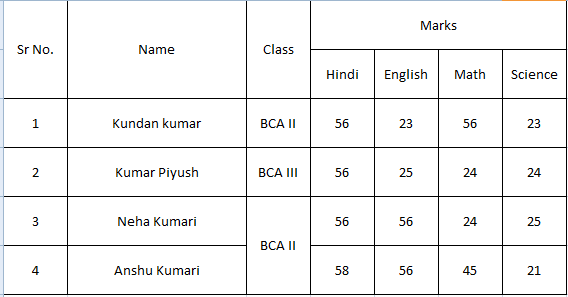 Sr No. Name Class Marks
Hindi English Math Science
1 Kundan kumar BCA II 56 23 56 23
2 Kumar Piyush BCA III 56 25 24 24
3 Neha Kumari BCA II 56 56 24 25
4 Anshu Kumari 58 56 45 21